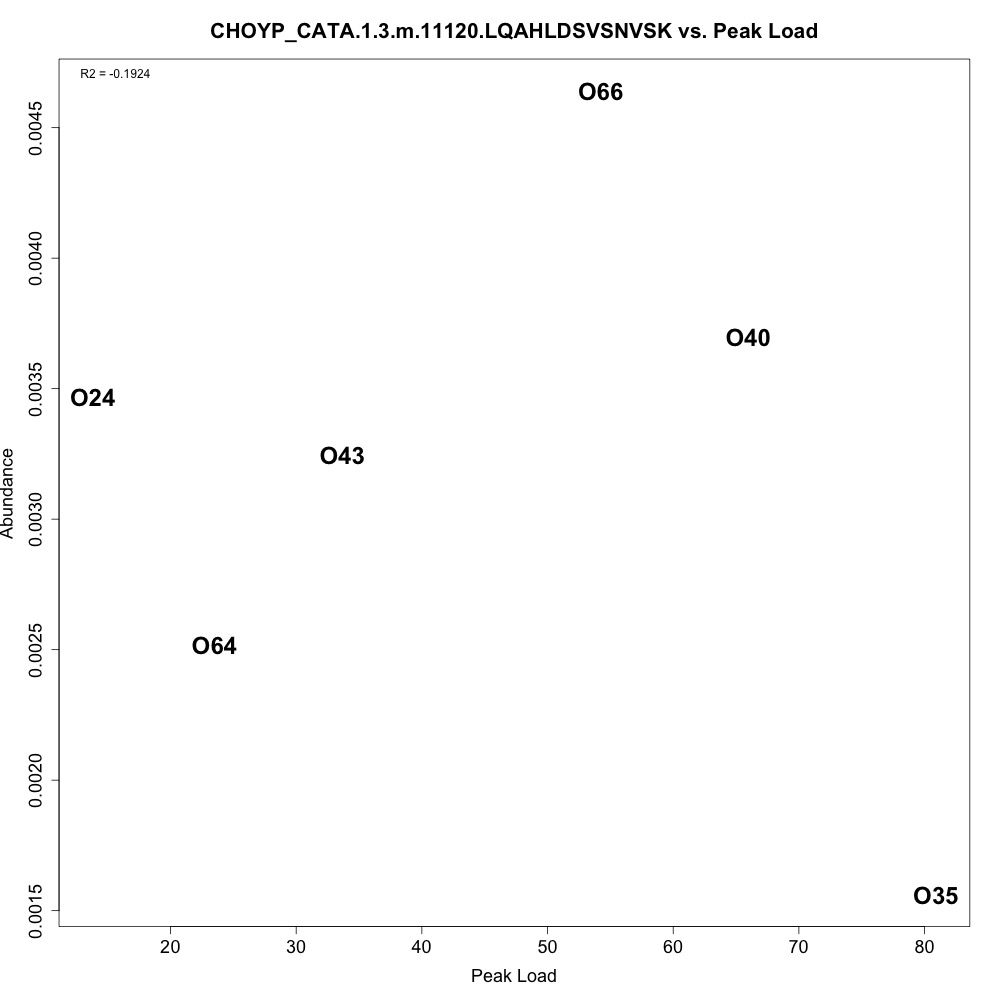 CHOYP_CATA.1.3.m.11120.LQAHLDSVSNVSK vs. Peak Load
R2 = -0.1924
O66
O40
O24
O43
O64
O35
Abundance
0.0045
0.0040
0.0035
0.0030
0.0025
0.0020
0.0015
20 30 40 50 60 70 80
Peak Load